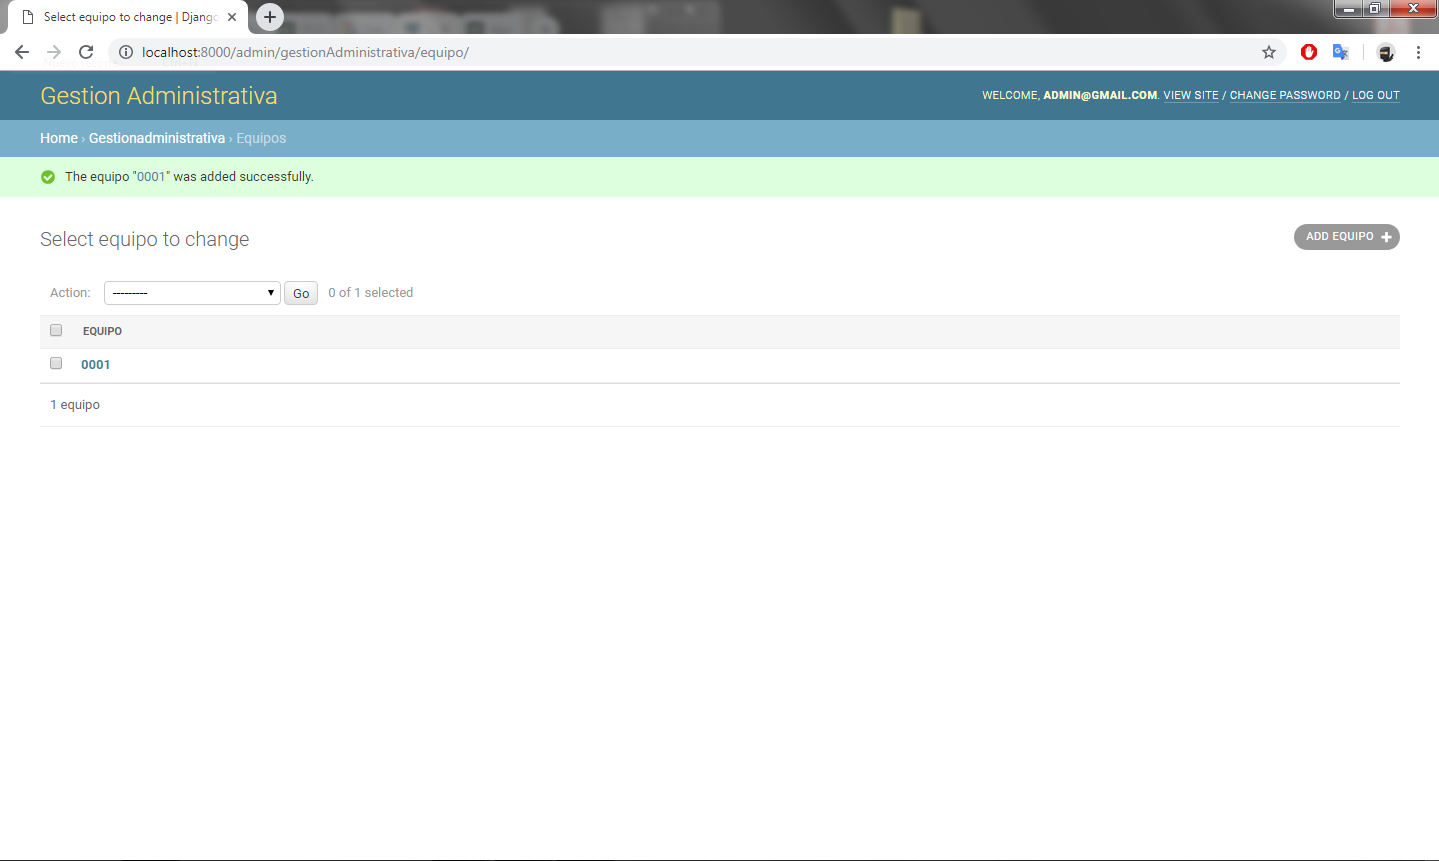 Select equipo to change | Django
localhost:8000/admin/gestionAdministrativa/equipo/
Gestion Administrativa
WELCOME, ADMIN@GMAIL.COM. VIEW SITE / CHANGE PASSWORD / LOG OUT
Home › Gestionadministrativa › Equipos
The equipo "0001" was added successfully.
Select equipo to change
ADD EQUIPO
Action:
---------
Go
0 of 1 selected
EQUIPO
0001
1 equipo